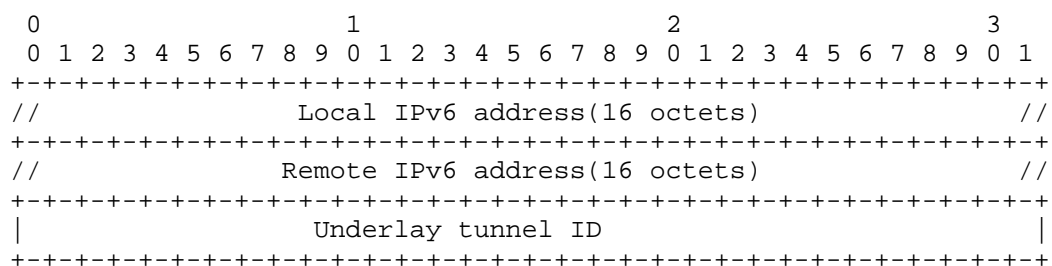 0                   1                   2                   3
 0 1 2 3 4 5 6 7 8 9 0 1 2 3 4 5 6 7 8 9 0 1 2 3 4 5 6 7 8 9 0 1
+-+-+-+-+-+-+-+-+-+-+-+-+-+-+-+-+-+-+-+-+-+-+-+-+-+-+-+-+-+-+-+-+
//                Local IPv6 address(16 octets)                //
+-+-+-+-+-+-+-+-+-+-+-+-+-+-+-+-+-+-+-+-+-+-+-+-+-+-+-+-+-+-+-+-+
//               Remote IPv6 address(16 octets)                //
+-+-+-+-+-+-+-+-+-+-+-+-+-+-+-+-+-+-+-+-+-+-+-+-+-+-+-+-+-+-+-+-+
|                  Underlay tunnel ID                           |
+-+-+-+-+-+-+-+-+-+-+-+-+-+-+-+-+-+-+-+-+-+-+-+-+-+-+-+-+-+-+-+-+